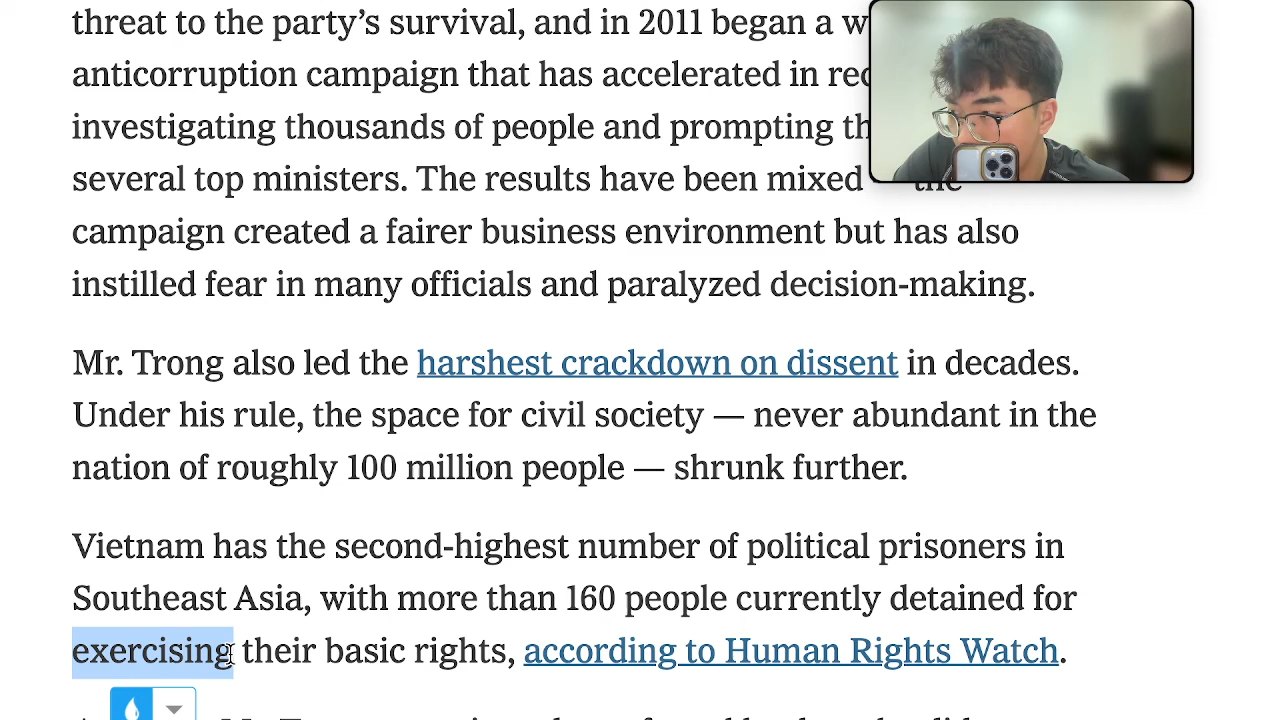 threat to the party’s survival, and in 2011 began a
anticorruption campaign that has accelerated in
investigating thousands of people and prompting
several top ministers. The results have been mixed — the
campaign created a fairer business environment but has also
instilled fear in many officials and paralyzed decision-making.
Mr. Trong also led the harshest crackdown on dissent in decades.
Under his rule, the space for civil society — never abundant in the
nation of roughly 100 million people — shrunk further.
Vietnam has the second-highest number of political prisoners in
Southeast Asia, with more than 160 people currently detained for
exercising their basic rights, according to Human Rights Watch.